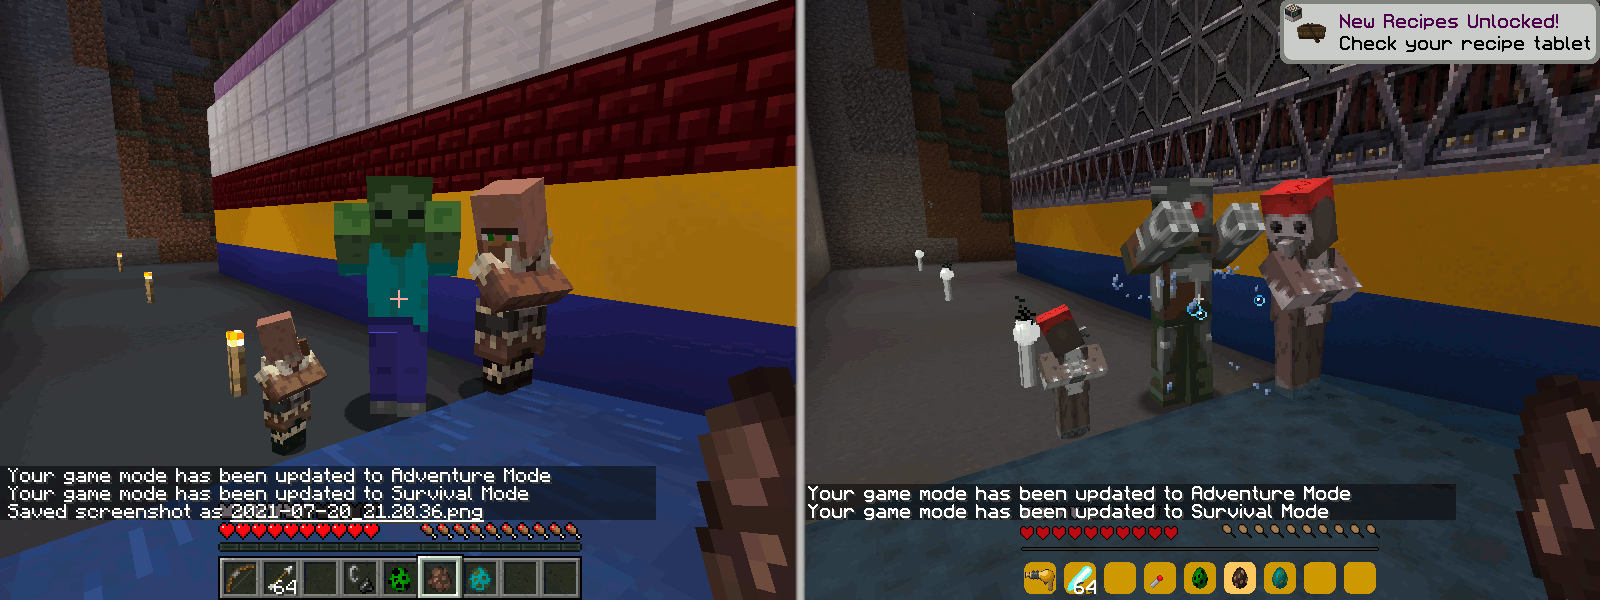 Your game mode has been updated to Adventure Mode
Your game mode has been updated to Survival Mode
Saved screenshot as 2021-07-20_21.20.36.png
64
New Recipes Unlocked!
Check your recipe tablet
Your game mode has been updated to Adventure Mode
Your game mode has been updated to Survival Mode
64